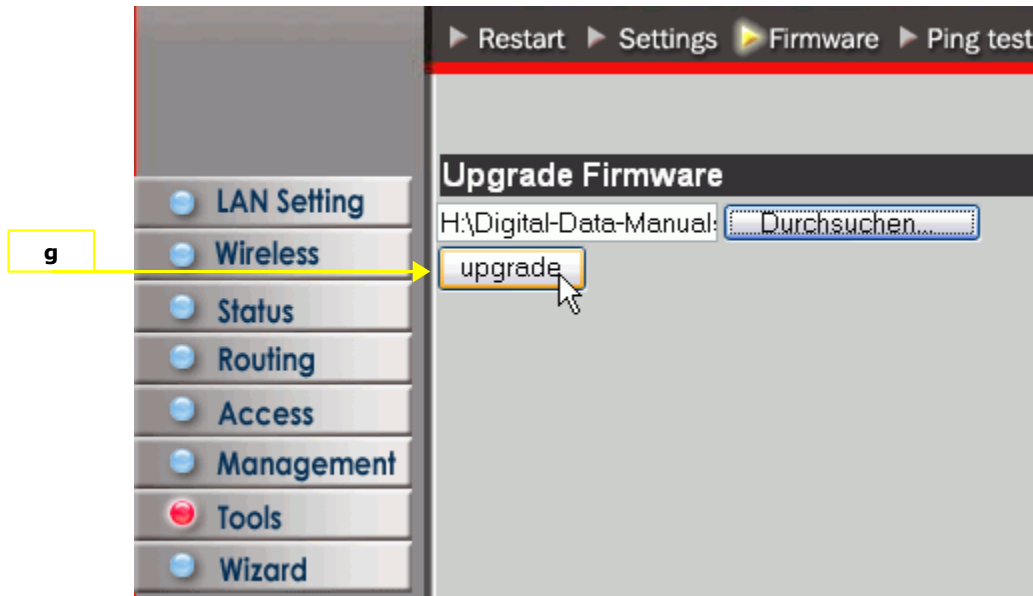 Restart Settings Firmware Ping test
Upgrade Firmware
H:\Digital-Data-Manual Durchsuchen...
upgrade
g
LAN Setting
Wireless
Status
Routing
Access
Management
Tools
Wizard